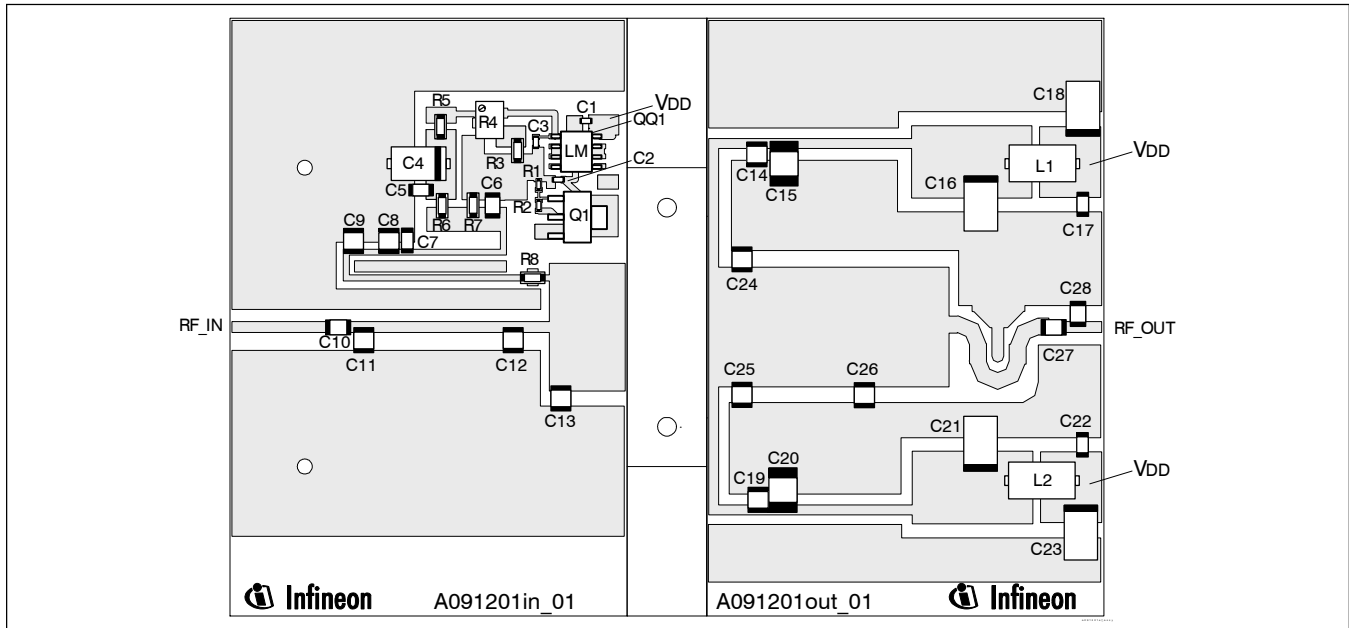 C18
R5
C1
VDD
R4
C3
QQ1
R3
LM
VDD
C4
C2
L1
C14
R1
C16
C5
C6
C15
R2
Q1
C17
R6
R7
C9
C8
C7
R8
C24
C28
RF_IN
RF_OUT
C10
C27
C11
C12
C25
C26
C13
C21
C22
C20
C19
L2
VDD
C23
Infineon
A091201in_01
A091201out_01
Infineon